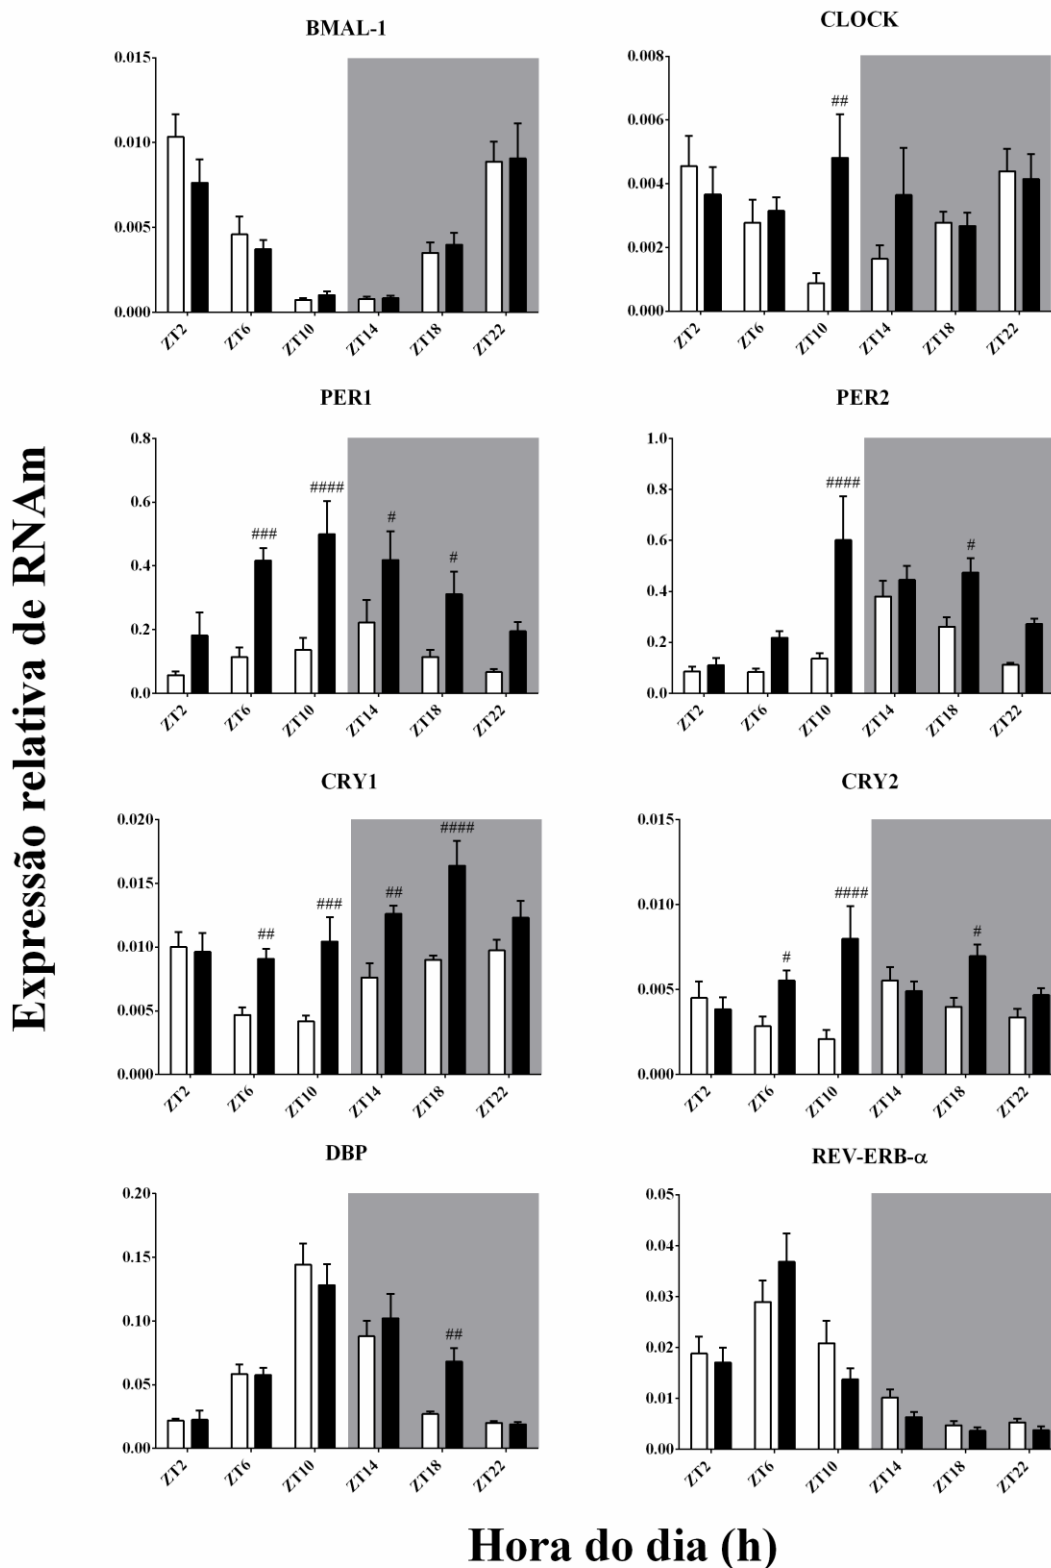 Expressão relativa de RNAm
BMAL-1
0.015
0.010
0.005
0.000
ZT2 ZT6 ZT10 ZT14 ZT18 ZT22
CLOCK
##
0.008
0.006
0.004
0.002
0.000
ZT2 ZT6 ZT10 ZT14 ZT18 ZT22
PER1
### #### # #
0.8
0.6
0.4
0.2
0.0
ZT2 ZT6 ZT10 ZT14 ZT18 ZT22
PER2
#### #
1.0
0.8
0.6
0.4
0.2
0.0
ZT2 ZT6 ZT10 ZT14 ZT18 ZT22
CRY1
## ### ## ####
0.020
0.015
0.010
0.005
0.000
ZT2 ZT6 ZT10 ZT14 ZT18 ZT22
CRY2
# #### #
0.015
0.010
0.005
0.000
ZT2 ZT6 ZT10 ZT14 ZT18 ZT22
DBP
##
0.20
0.15
0.10
0.05
0.00
ZT2 ZT6 ZT10 ZT14 ZT18 ZT22
REV-ERB-α
0.05
0.04
0.03
0.02
0.01
0.00
ZT2 ZT6 ZT10 ZT14 ZT18 ZT22
Hora do dia (h)